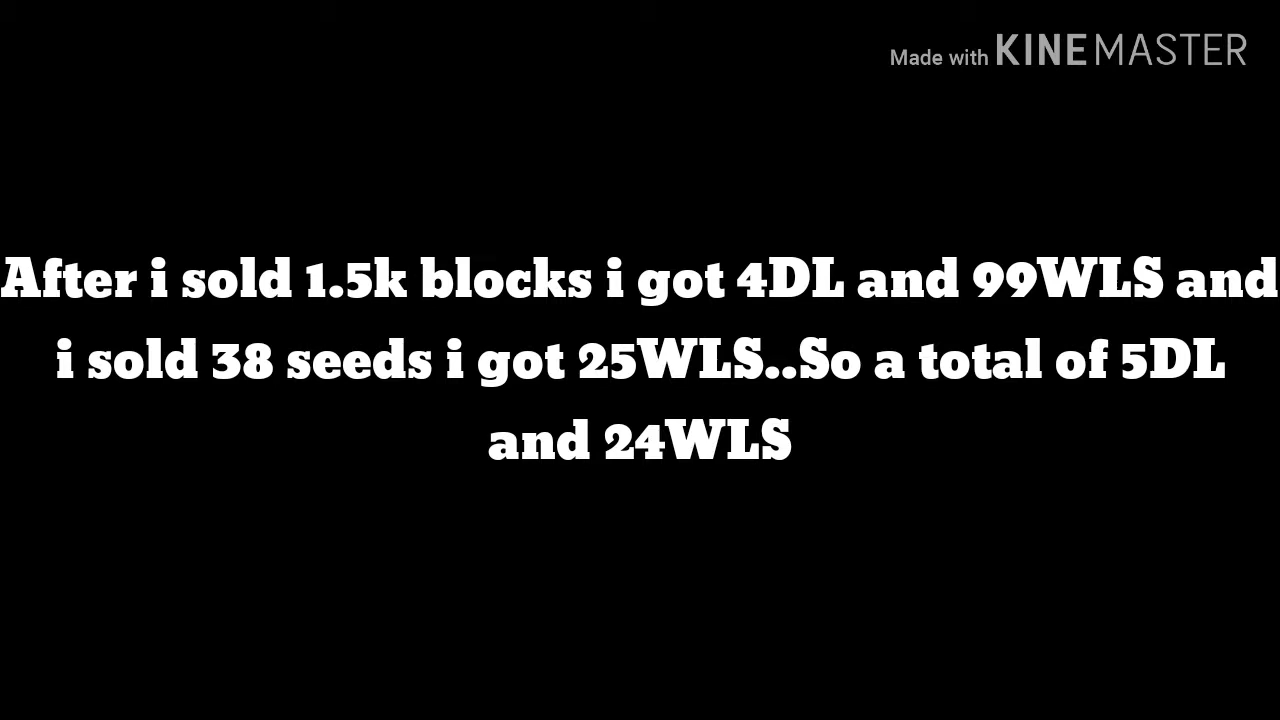 Made with KINEMASTER
After i sold 1.5k blocks i got 4DL and 99WLS and
i sold 38 seeds i got 25WLS..So a total of 5DL
and 24WLS